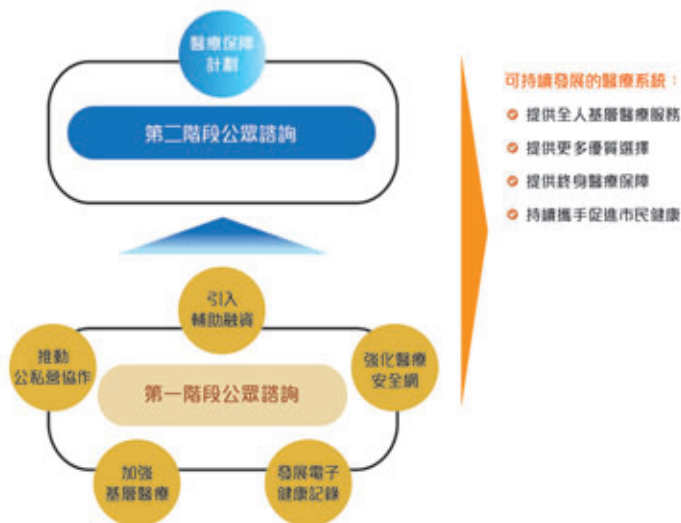 醫療保障
計劃
第二階段公眾諮詢
可持續發展的醫療系統：
提供全人基層醫療服務
提供更多優質選擇
提供終身醫療保障
持續攜手促進市民健康
引入
輔助融資
推動
公私營協作
強化醫療
安全網
第一階段公眾諮詢
加強
基層醫療
發展電子
健康記錄